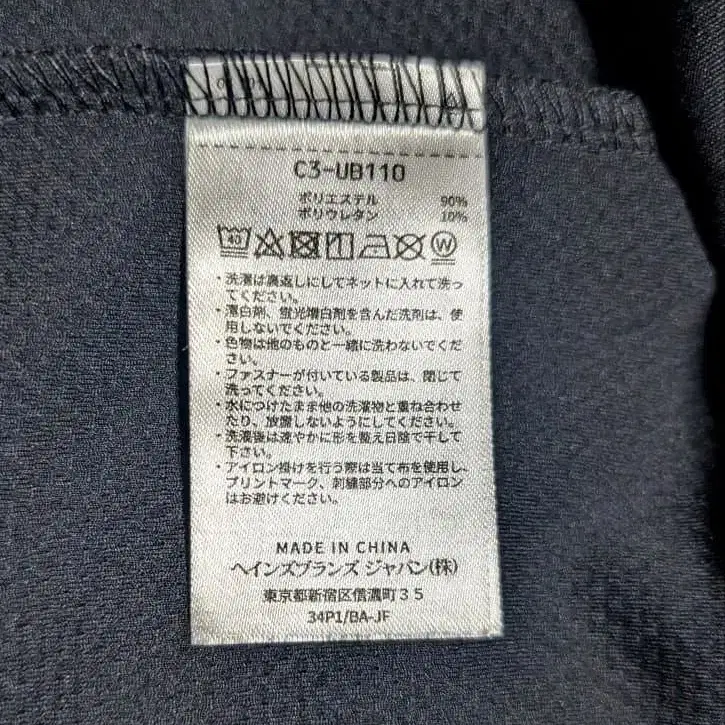 C3-UB110
ポリエステル 90%
ポリウレタン 10%
40
W
・洗濯は裏返しにしてネットに入れて洗っ
てください。
・漂白剤、蛍光増白剤を含んだ洗剤は、使
用しないでください。
・色物は他のものと一緒に洗わないでくだ
さい。
・ファスナーが付いている製品は、閉じて
洗ってください。
・水につけたまま他の洗濯物と重ね合わせ
たり、放置しないようにしてください。
・洗濯後は速やかに形を整え日陰で干して
下さい。
・アイロン掛けを行う際は当て布を使用し、
プリントマーク、刺繍部分へのアイロン
はお避けください。
MADE IN CHINA
ヘインズブランズ ジャパン(株)
東京都新宿区信濃町35
34P1/BA-JF